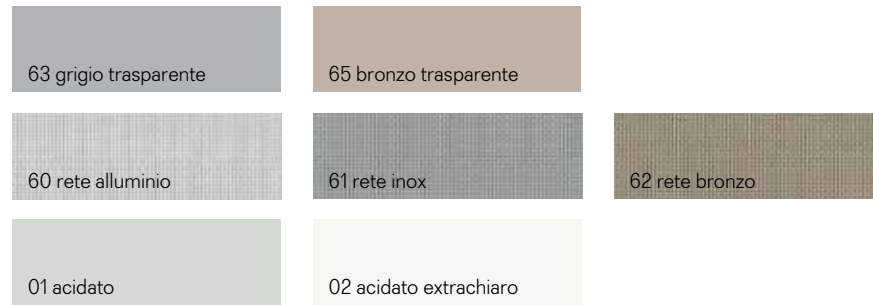 63 grigio trasparente
65 bronzo trasparente
60 rete alluminio
61 rete inox
62 rete bronzo
01 acidato
02 acidato extrachiaro